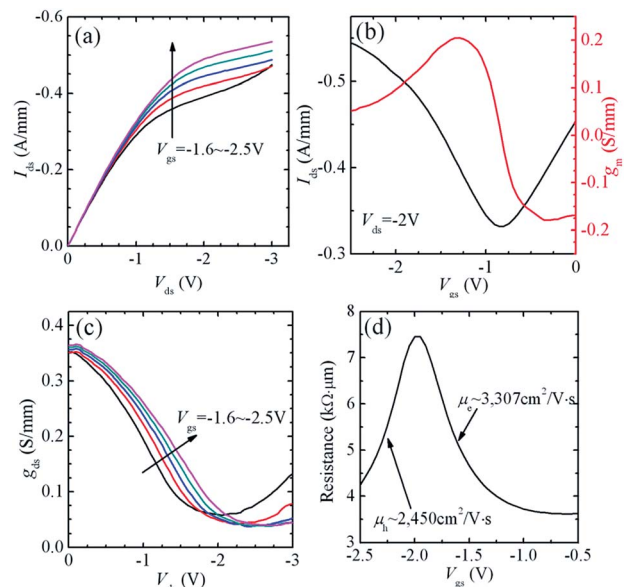 (a)
-0.6
-0.4
-0.2
0.0
I_ds (A/mm)
V_gs=-1.6~-2.5V
0 -1 -2 -3
V_ds (V)
(b)
-0.5
-0.4
-0.3
I_ds (A/mm)
0.2
0.1
0.0
-0.1
-0.2
g_m (S/mm)
V_ds=-2V
-2 -1 0
V_gs (V)
(c)
0.4
0.3
0.2
0.1
0.0
g_ds (S/mm)
V_gs=-1.6~-2.5V
0 -1 -2 -3
(V)
(d)
8
7
6
5
4
3
Resistance (kΩ·μm)
μ_e~3,307cm²/V·s
μ_h~2,450cm²/V·s
-2.5 -2.0 -1.5 -1.0 -0.5
V_gs (V)